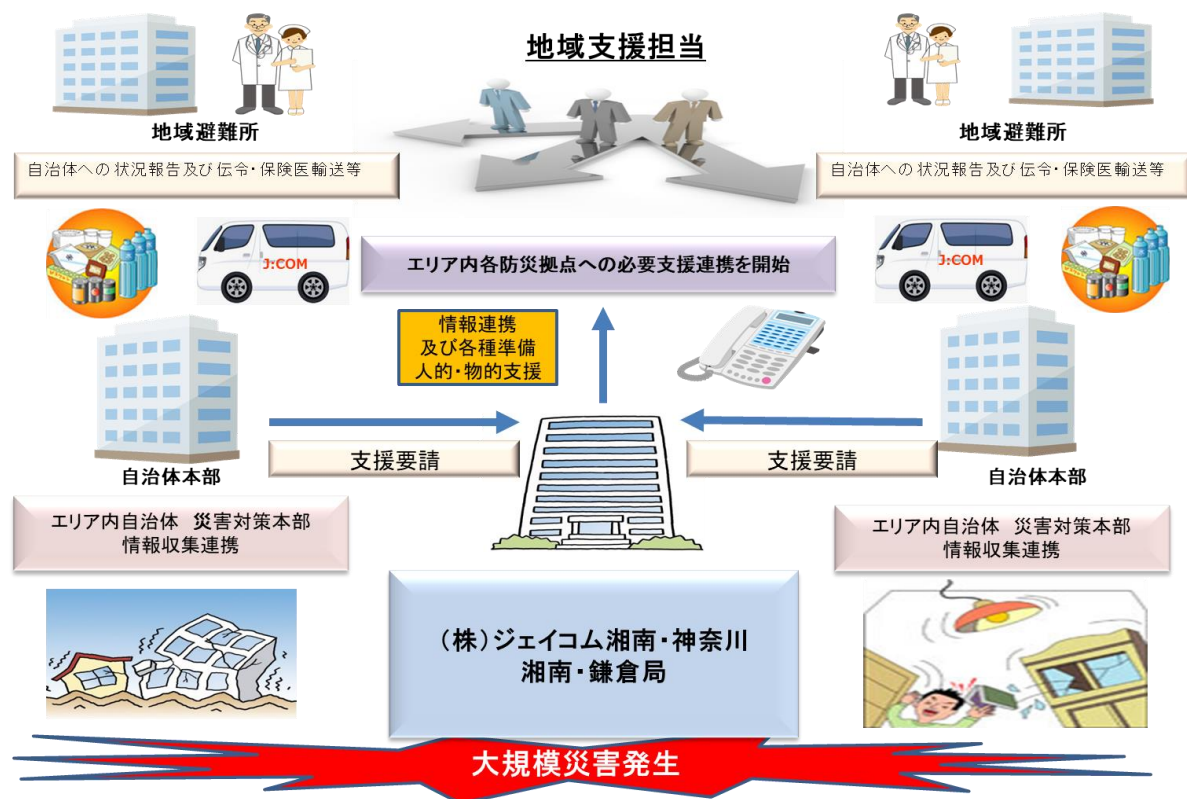 地域支援担当
地域避難所
地域避難所
自治体への状況報告及び伝令・保険医輸送等
自治体への状況報告及び伝令・保険医輸送等
J:COM
J:COM
エリア内各防災拠点への必要支援連携を開始
情報連携
及び各種準備
人的・物的支援
支援要請
支援要請
自治体本部
自治体本部
エリア内自治体　災害対策本部
情報収集連携
エリア内自治体　災害対策本部
情報収集連携
（株）ジェイコム湘南・神奈川
湘南・鎌倉局
大規模災害発生